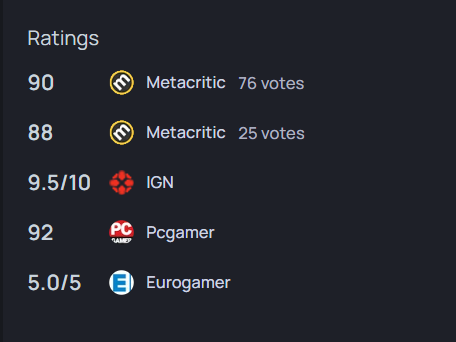 Ratings
90 Metacritic 76 votes
88 Metacritic 25 votes
9.5/10 IGN
92 PC GAMER Pcgamer
5.0/5 E Eurogamer